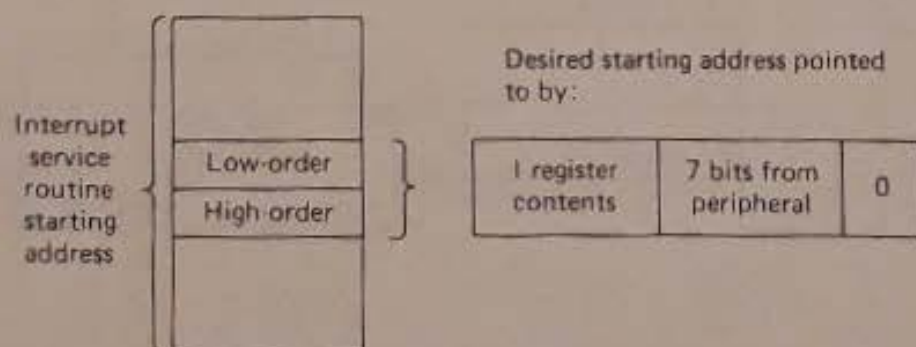 Interrupt
service
routine
starting
address
Low-order
High order
Desired starting address pointed
to by:
I register
contents
7 bits from
peripheral
0